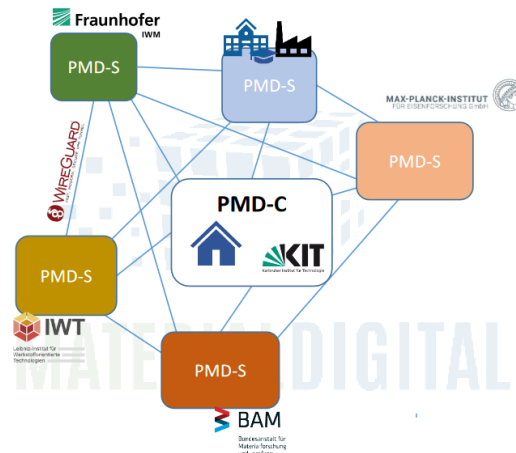 Fraunhofer
IWM
PMD-S
PMD-S
MAX-PLANCK-INSTITUT
FÜR EISENFORSCHUNG GmbH
PMD-S
WIREGUARD
PMD-C
KIT
Karlsruher Institut für Technologie
PMD-S
IWT
Leibniz-Institut für
Werkstofforientierte
Technologien
MATERIALDIGITAL
PMD-S
BAM
Bundesanstalt für
Materialforschung